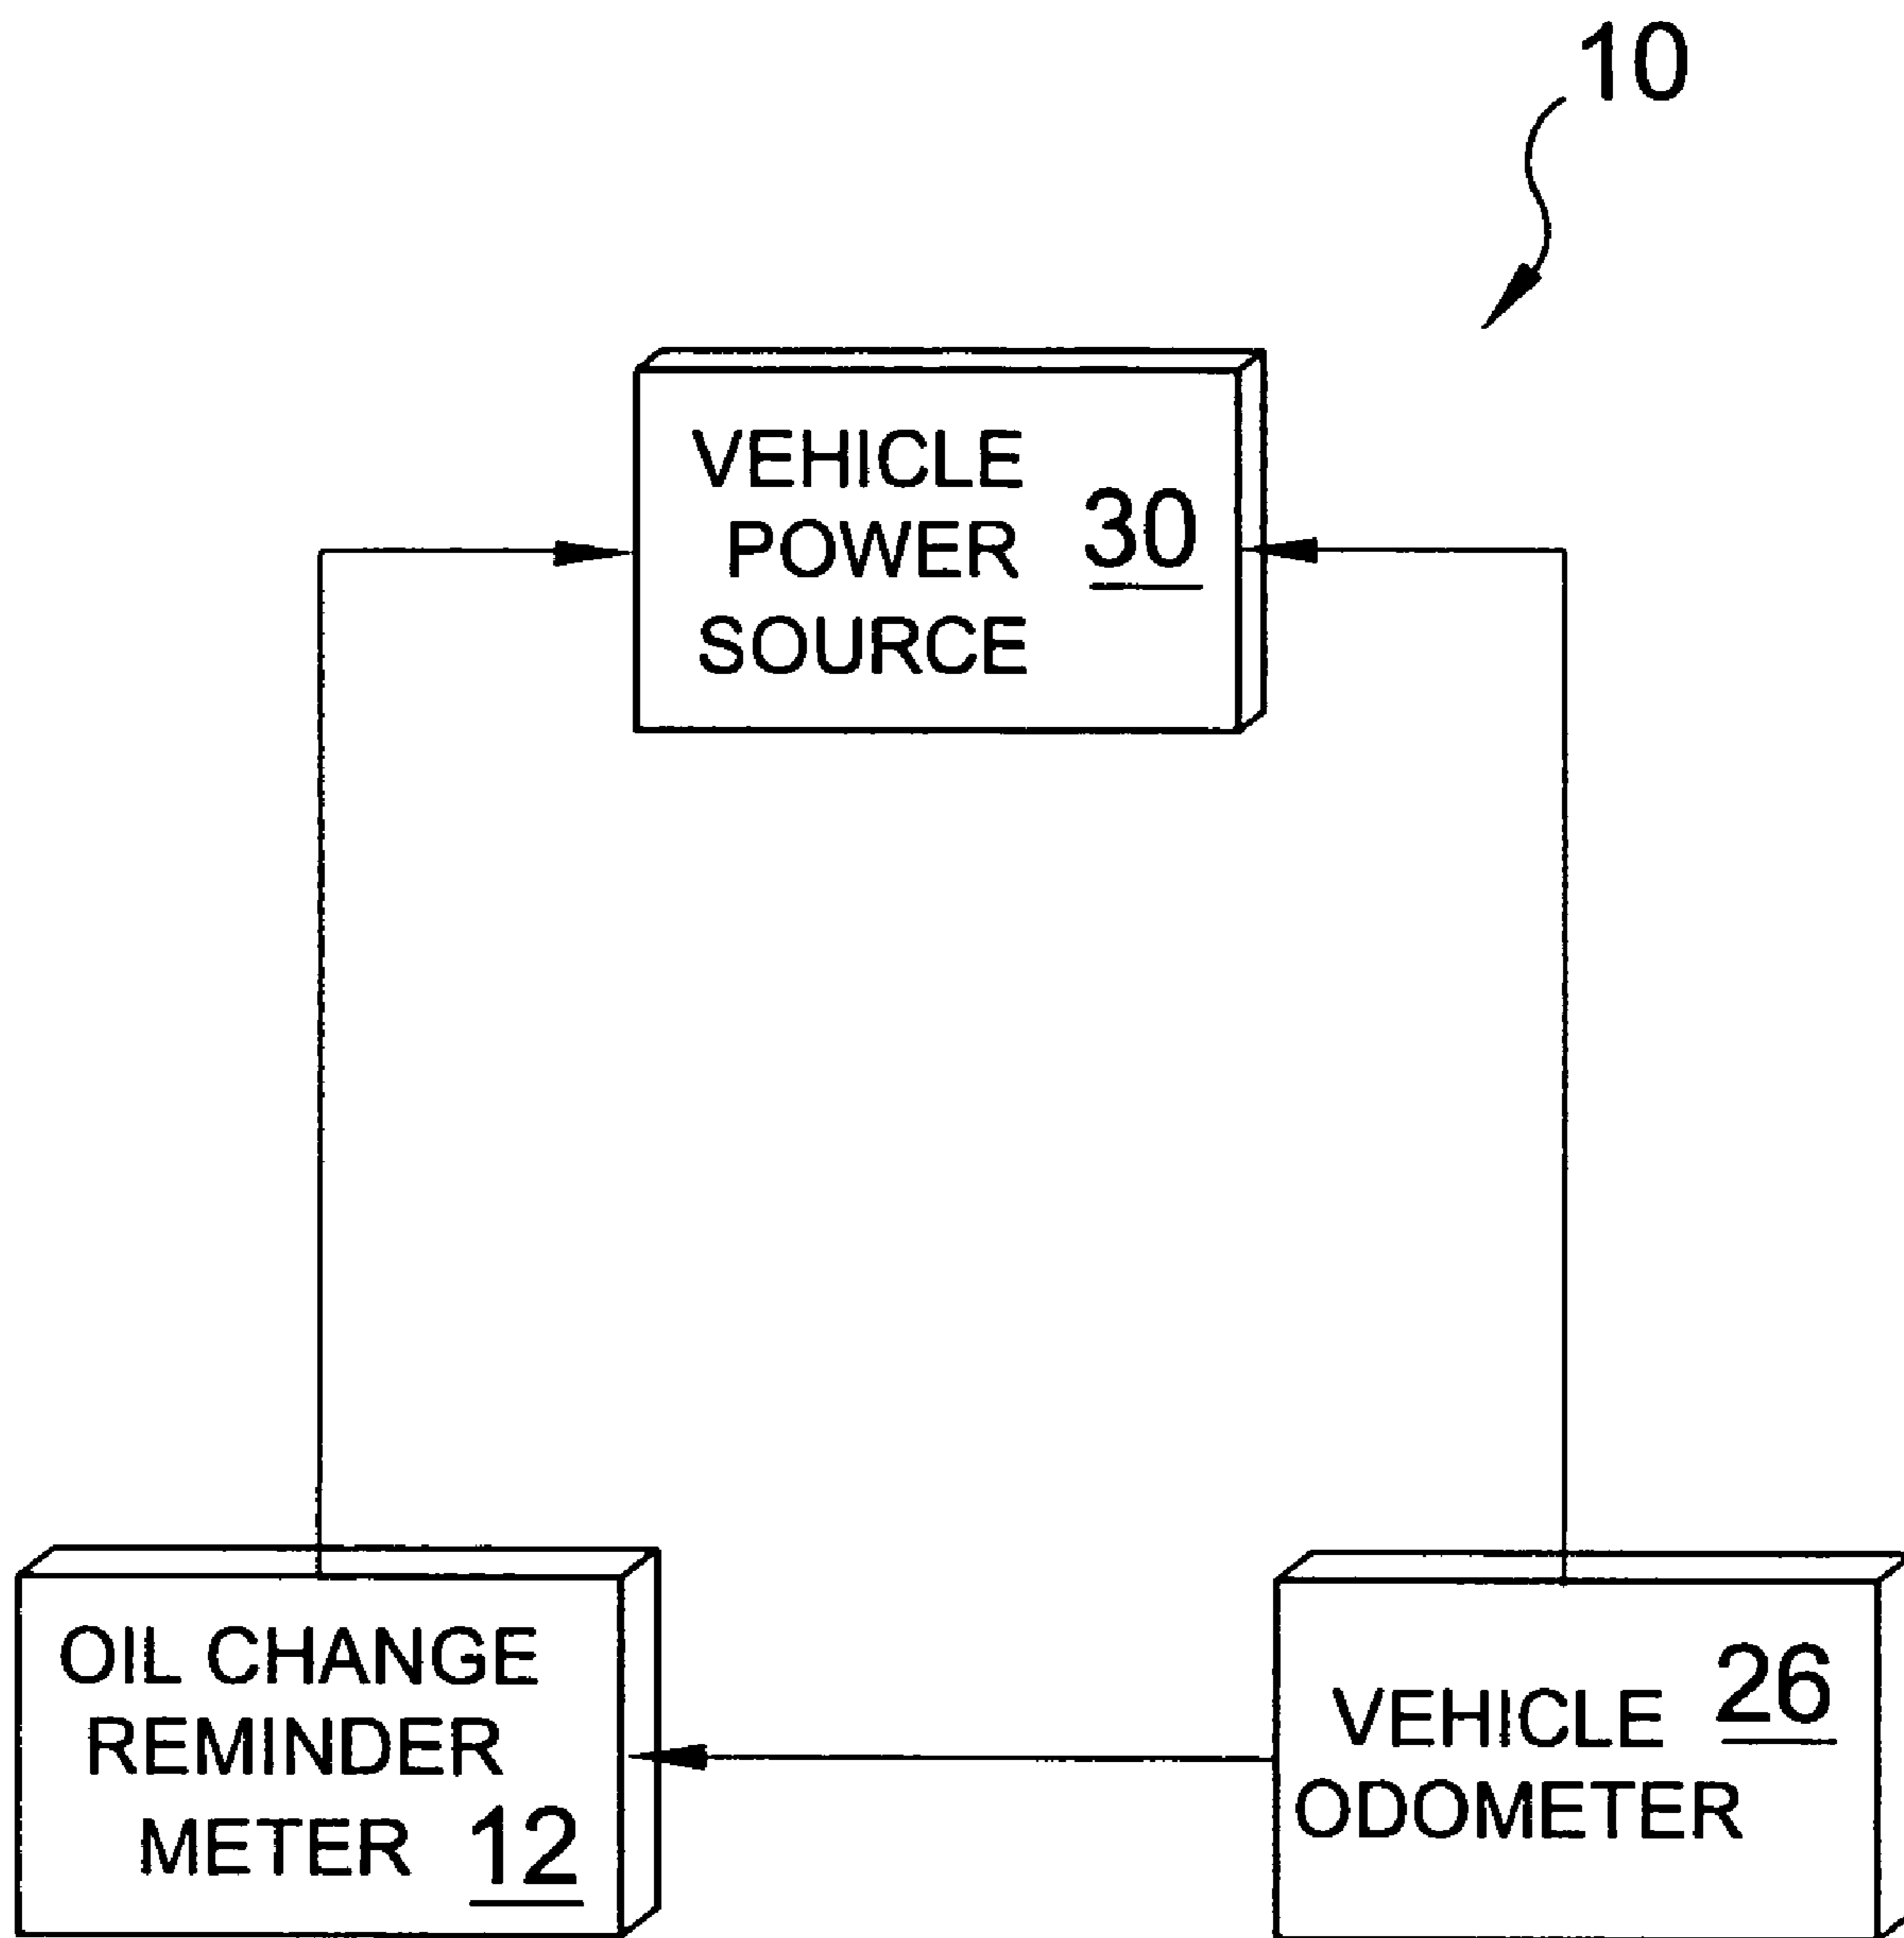 10
VEHICLE
POWER 30
SOURCE
OIL CHANGE
REMINDER
METER 12
VEHICLE 26
ODOMETER